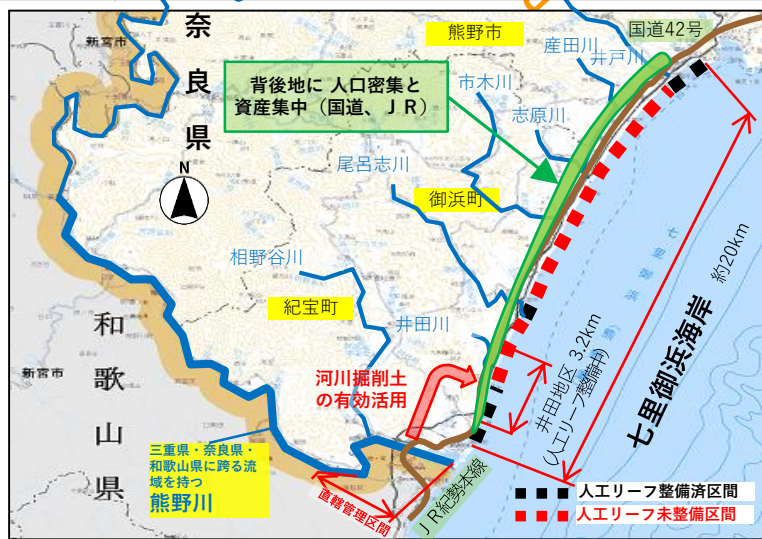 奈良県
新宮市
熊野市
国道42号
産田川
井戸川
背後地に 人口密集と
資産集中（国道、ＪＲ）
市木川
志原川
N
尾呂志川
御浜町
相野谷川
紀宝町
井田川
和歌山県
新宮市
河川掘削土
の有効活用
七里御浜
七里御浜海岸 約20km
井田地区 3.2km
（人工リーフ整備中）
三重県・奈良県・
和歌山県に跨る流
域を持つ
熊野川
直轄管理区間
ＪＲ紀勢本線
人工リーフ整備済区間
人工リーフ未整備区間